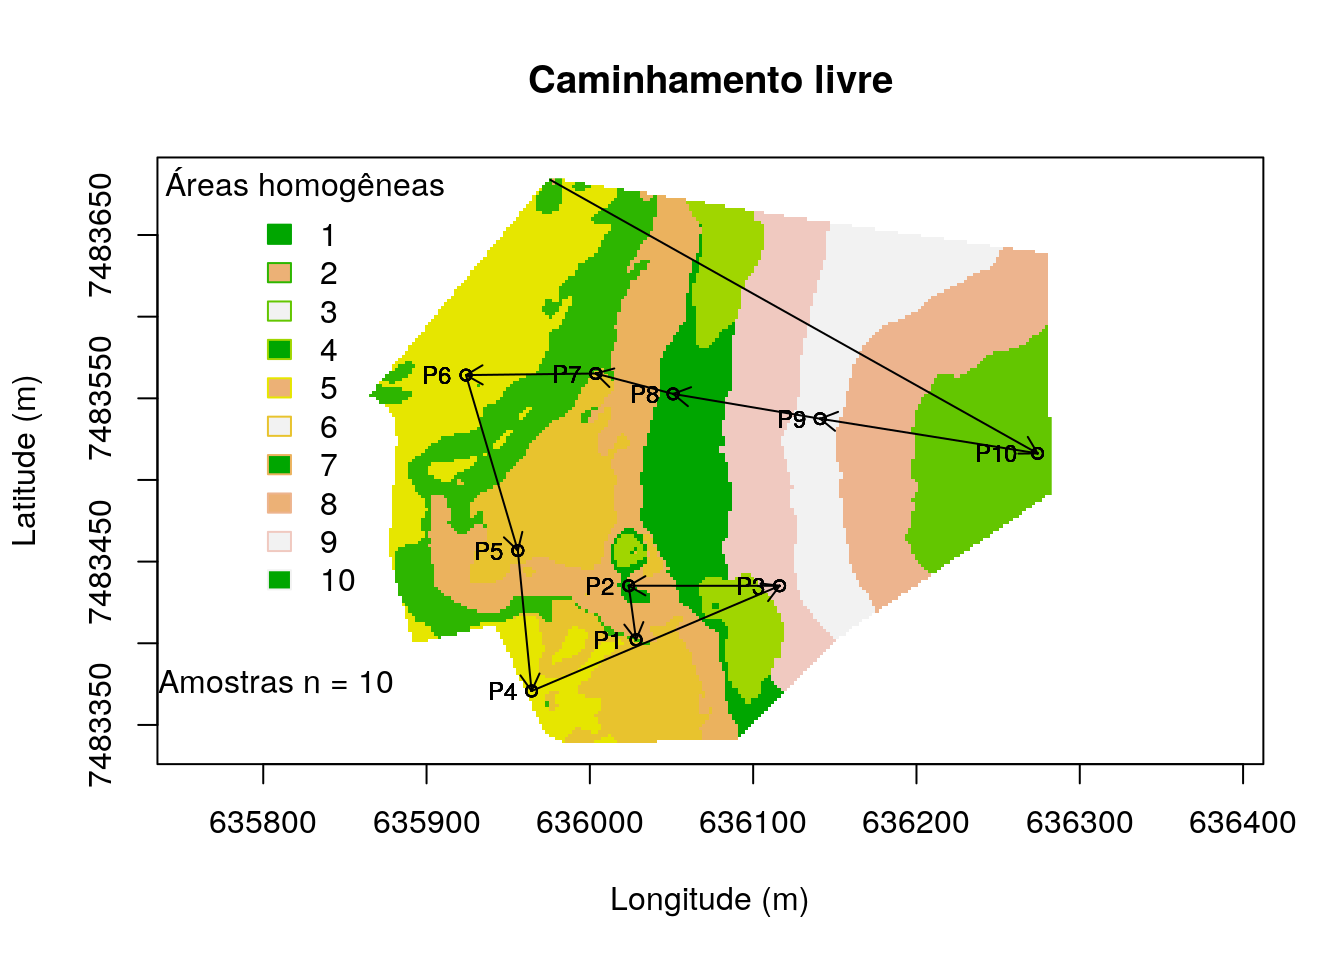 Caminhamento livre
Áreas homogêneas
1
2
3
4
5
6
7
8
9
10
Amostras n = 10
P6
P7
P8
P9
P10
P5
P2
P3
P1
P4
7483350
7483450
7483550
7483650
Latitude (m)
635800
635900
636000
636100
636200
636300
636400
Longitude (m)